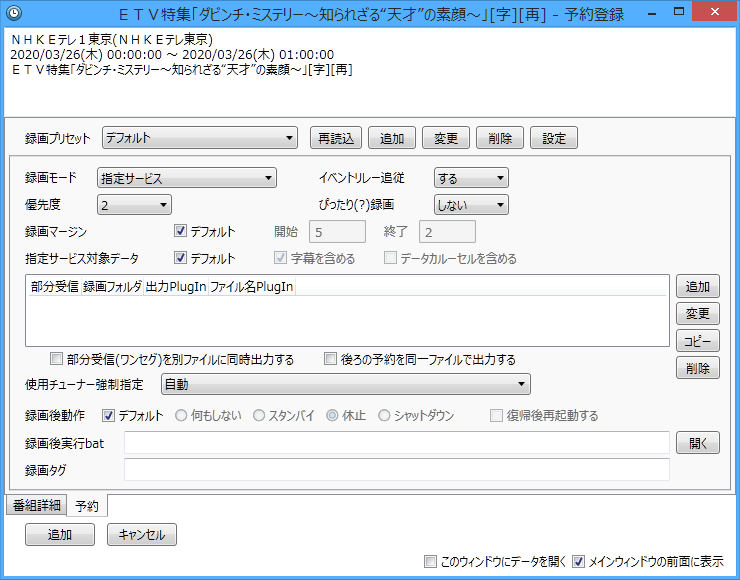 ＥＴＶ特集「ダビンチ・ミステリー～知られざる“天才”の素顔～」[字][再] - 予約登録
ＮＨＫＥテレ１東京(ＮＨＫＥテレ東京)
2020/03/26(木) 00:00:00 ～ 2020/03/26(木) 01:00:00
ＥＴＶ特集「ダビンチ・ミステリー～知られざる“天才”の素顔～」[字][再]
録画プリセット デフォルト 再読込 追加 変更 削除 設定
録画モード 指定サービス イベントリレー追従 する
優先度 2 ぴったり(?)録画 しない
録画マージン デフォルト 開始 5 終了 2
指定サービス対象データ デフォルト 字幕を含める データカルーセルを含める
部分受信 録画フォルダ 出力PlugIn ファイル名PlugIn 追加
変更
コピー
削除
部分受信(ワンセグ)を別ファイルに同時出力する 後ろの予約を同一ファイルで出力する
使用チューナー強制指定 自動
録画後動作 デフォルト 何もしない スタンバイ 休止 シャットダウン 復帰後再起動する
録画後実行bat 開く
録画タグ
番組詳細 予約
追加 キャンセル
このウィンドウにデータを開く メインウィンドウの前面に表示